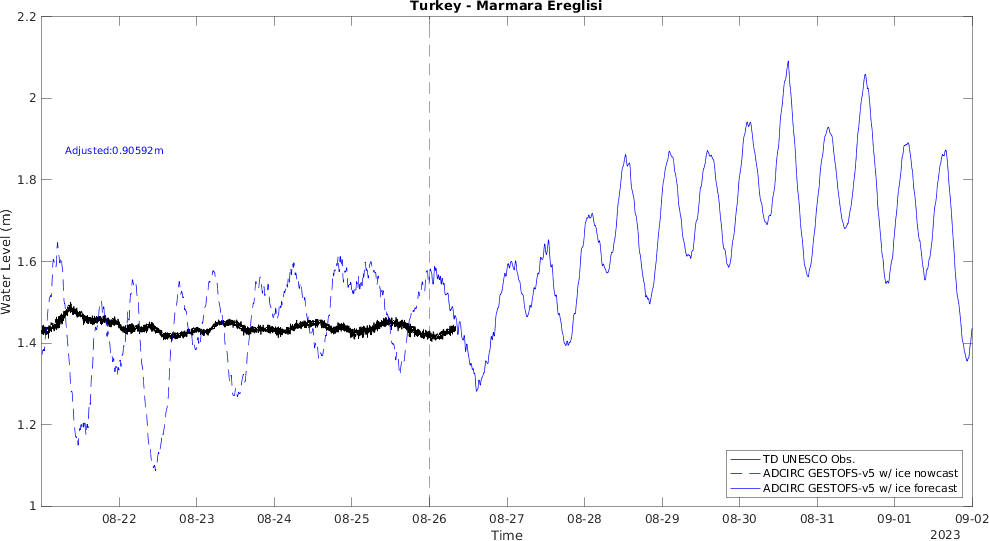 Turkey - Marmara Ereglisi
2.2
2
1.8
1.6
1.4
1.2
1
Water Level (m)
Adjusted:0.90592m
TD UNESCO Obs.
ADCIRC GESTOFS-v5 w/ ice nowcast
ADCIRC GESTOFS-v5 w/ ice forecast
08-22 08-23 08-24 08-25 08-26 08-27 08-28 08-29 08-30 08-31 09-01 09-02
Time
2023